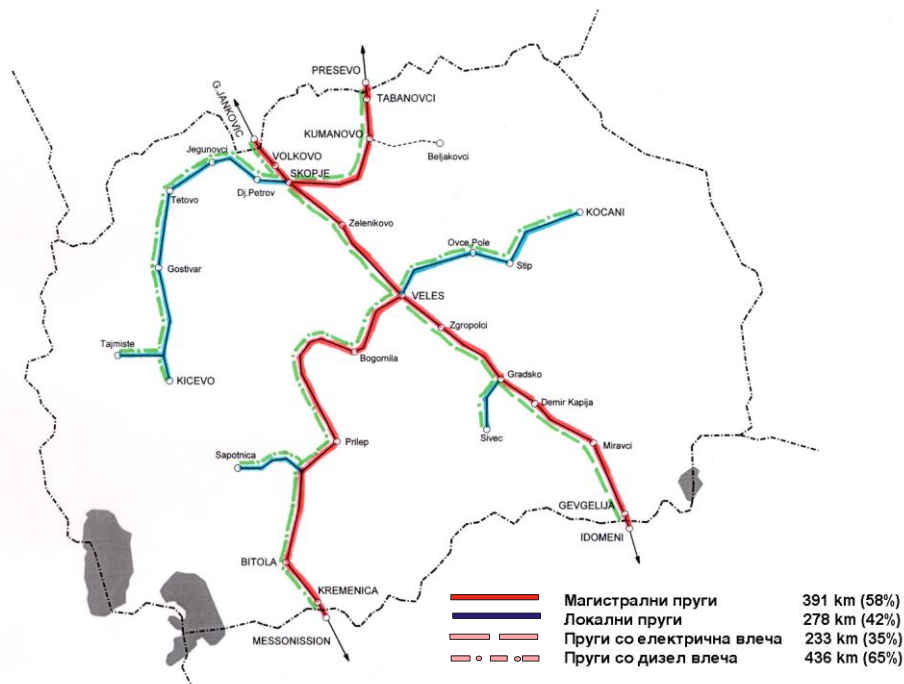 PRESEVO
TABANOVCI
G.JANKOVIC
KUMANOVO
Beljakovci
Jegunovci
VOLKOVO
SKOPJE
Dj.Petrov
Tetovo
KOCANI
Zelenikovo
Ovce Pole
Stip
Gostivar
VELES
Zgropolci
Tajmiste
Bogomila
KICEVO
Gradsko
Demir Kapija
Sivec
Prilep
Miravci
Sapotnica
GEVGELIJA
IDOMENI
BITOLA
KREMENICA
MESSONISSION
Магистрални пруги 391 km (58%)
Локални пруги 278 km (42%)
Пруги со електрична влеча 233 km (35%)
Пруги со дизел влеча 436 km (65%)